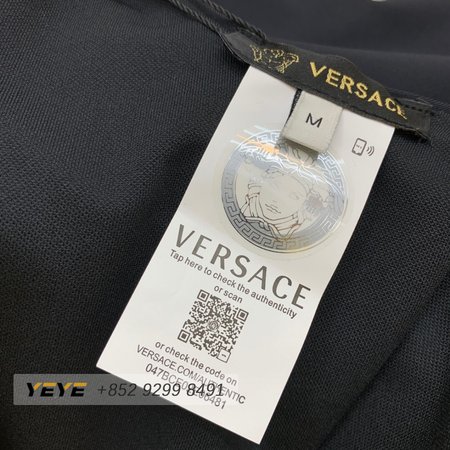 VERSACE
M
VERSACE
Tap here to check the authenticity
or scan
or check the code on
VERSACE.COM/AUTHENTIC
YEYE +852 9299 8491